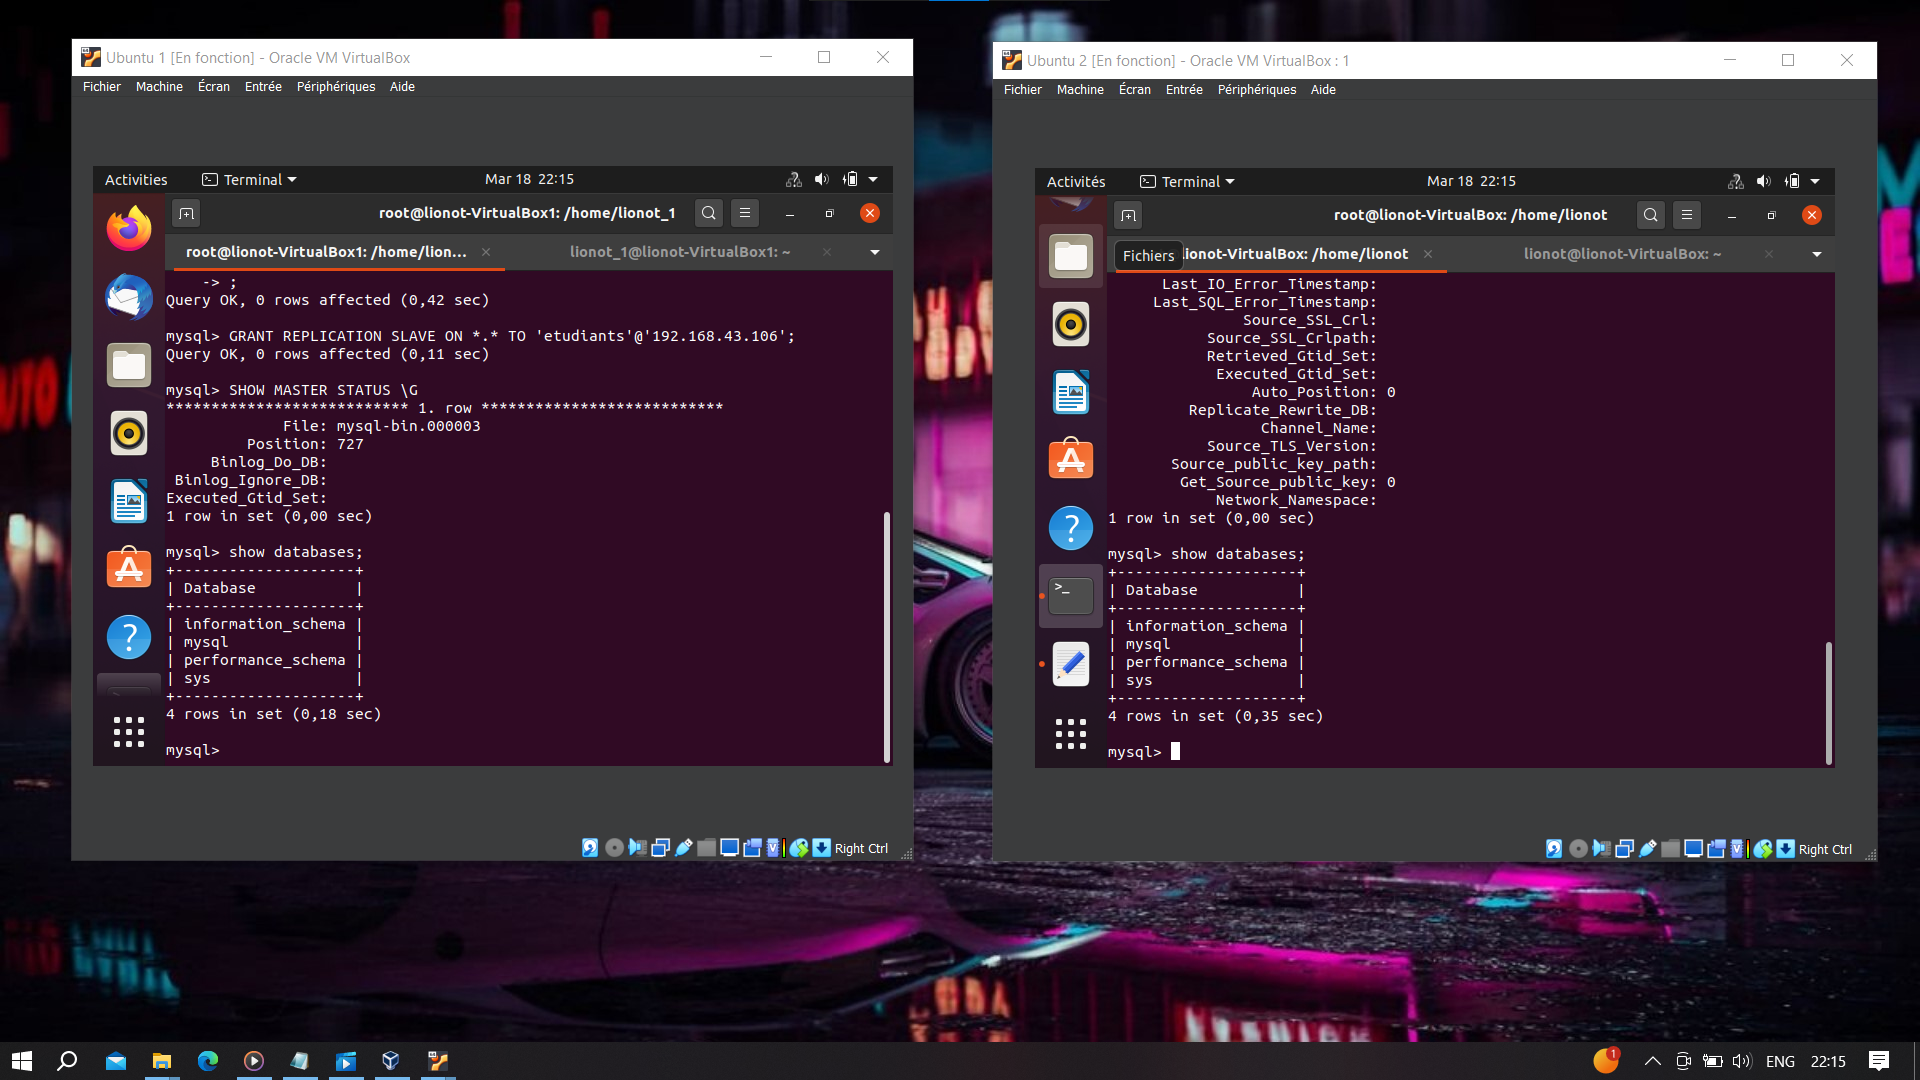 Ubuntu 1 [En fonction] - Oracle VM VirtualBox
Fichier Machine Écran Entrée Périphériques Aide
Activities Terminal Mar 18 22:15
root@lionot-VirtualBox1: /home/lionot_1
root@lionot-VirtualBox1: /home/lion... lionot_1@lionot-VirtualBox1: ~
    -> ;
Query OK, 0 rows affected (0,42 sec)
mysql> GRANT REPLICATION SLAVE ON *.* TO 'etudiants'@'192.168.43.106';
Query OK, 0 rows affected (0,11 sec)
mysql> SHOW MASTER STATUS \G
*************************** 1. row ***************************
             File: mysql-bin.000003
         Position: 727
     Binlog_Do_DB:
 Binlog_Ignore_DB:
Executed_Gtid_Set:
1 row in set (0,00 sec)
mysql> show databases;
+--------------------+
| Database           |
+--------------------+
| information_schema |
| mysql              |
| performance_schema |
| sys                |
+--------------------+
4 rows in set (0,18 sec)
mysql>
Right Ctrl
Ubuntu 2 [En fonction] - Oracle VM VirtualBox : 1
Fichier Machine Écran Entrée Périphériques Aide
Activités Terminal Mar 18 22:15
root@lionot-VirtualBox: /home/lionot
Fichiers lionot-VirtualBox: /home/lionot lionot@lionot-VirtualBox: ~
      Last_IO_Error_Timestamp:
     Last_SQL_Error_Timestamp:
               Source_SSL_Crl:
           Source_SSL_Crlpath:
           Retrieved_Gtid_Set:
            Executed_Gtid_Set:
                Auto_Position: 0
         Replicate_Rewrite_DB:
                 Channel_Name:
           Source_TLS_Version:
       Source_public_key_path:
        Get_Source_public_key: 0
            Network_Namespace:
1 row in set (0,00 sec)
mysql> show databases;
+--------------------+
| Database           |
+--------------------+
| information_schema |
| mysql              |
| performance_schema |
| sys                |
+--------------------+
4 rows in set (0,35 sec)
mysql>
Right Ctrl
1 ENG 22:15